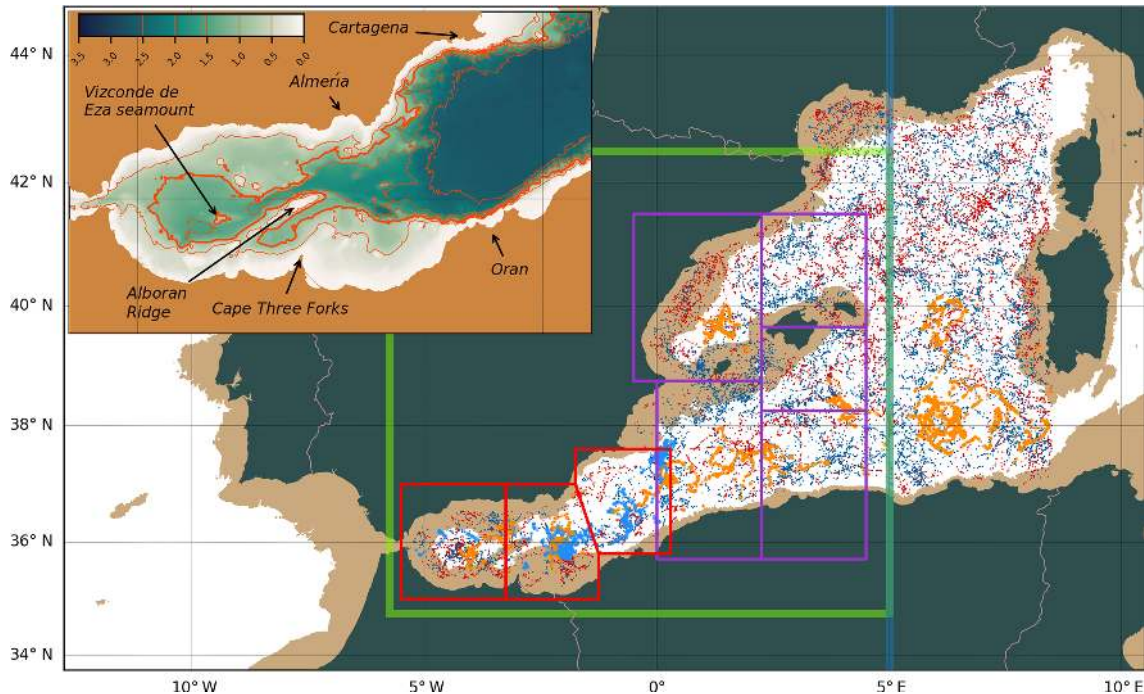 44° N
42° N
40° N
38° N
36° N
34° N
10° W
5° W
0°
5° E
10° E
3.5
3.0
2.5
2.0
1.5
1.0
0.5
0.0
Cartagena
Almería
Vizconde de
Eza seamount
Alboran
Ridge
Cape Three Forks
Oran